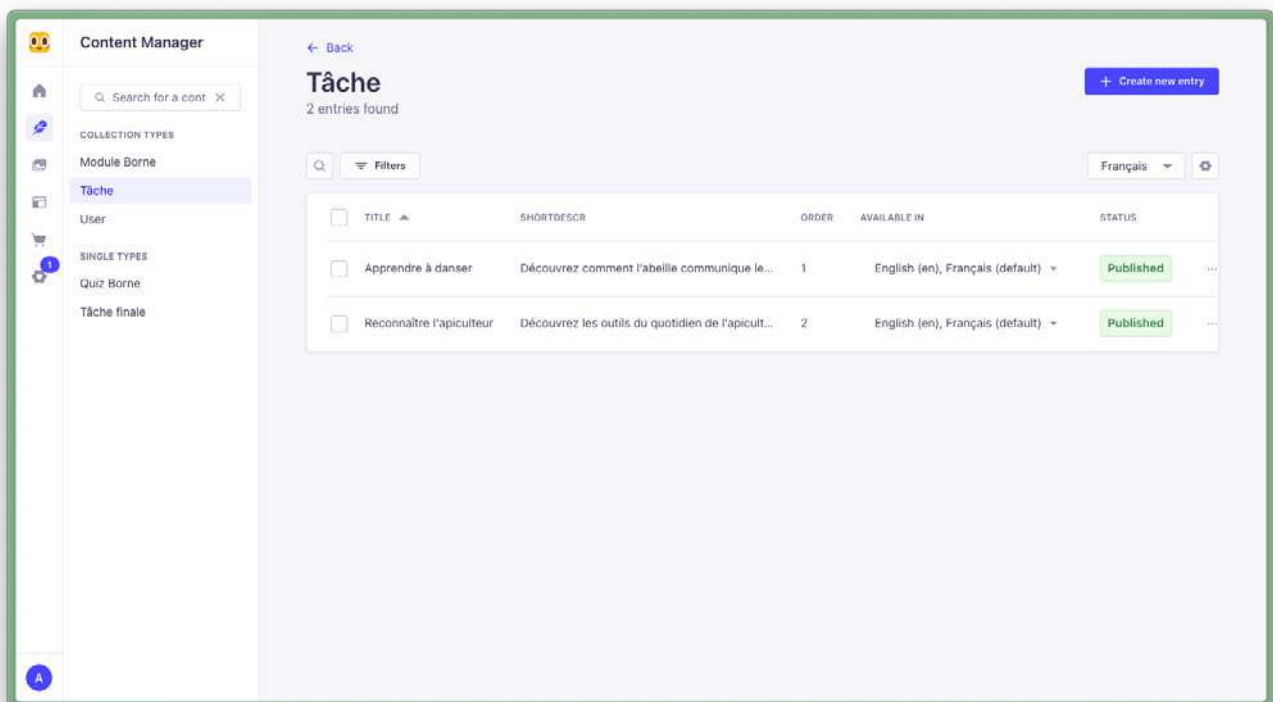 Content Manager
Search for a cont
COLLECTION TYPES
Module Borne
Tâche
User
SINGLE TYPES
Quiz Borne
Tâche finale
1
A
Back
Tâche
2 entries found
+ Create new entry
Filters
Français
TITLE SHORTDESCR ORDER AVAILABLE IN STATUS
Apprendre à danser Découvrez comment l'abeille communique le... 1 English (en), Français (default) Published ...
Reconnaître l'apiculteur Découvrez les outils du quotidien de l'apicult... 2 English (en), Français (default) Published ...